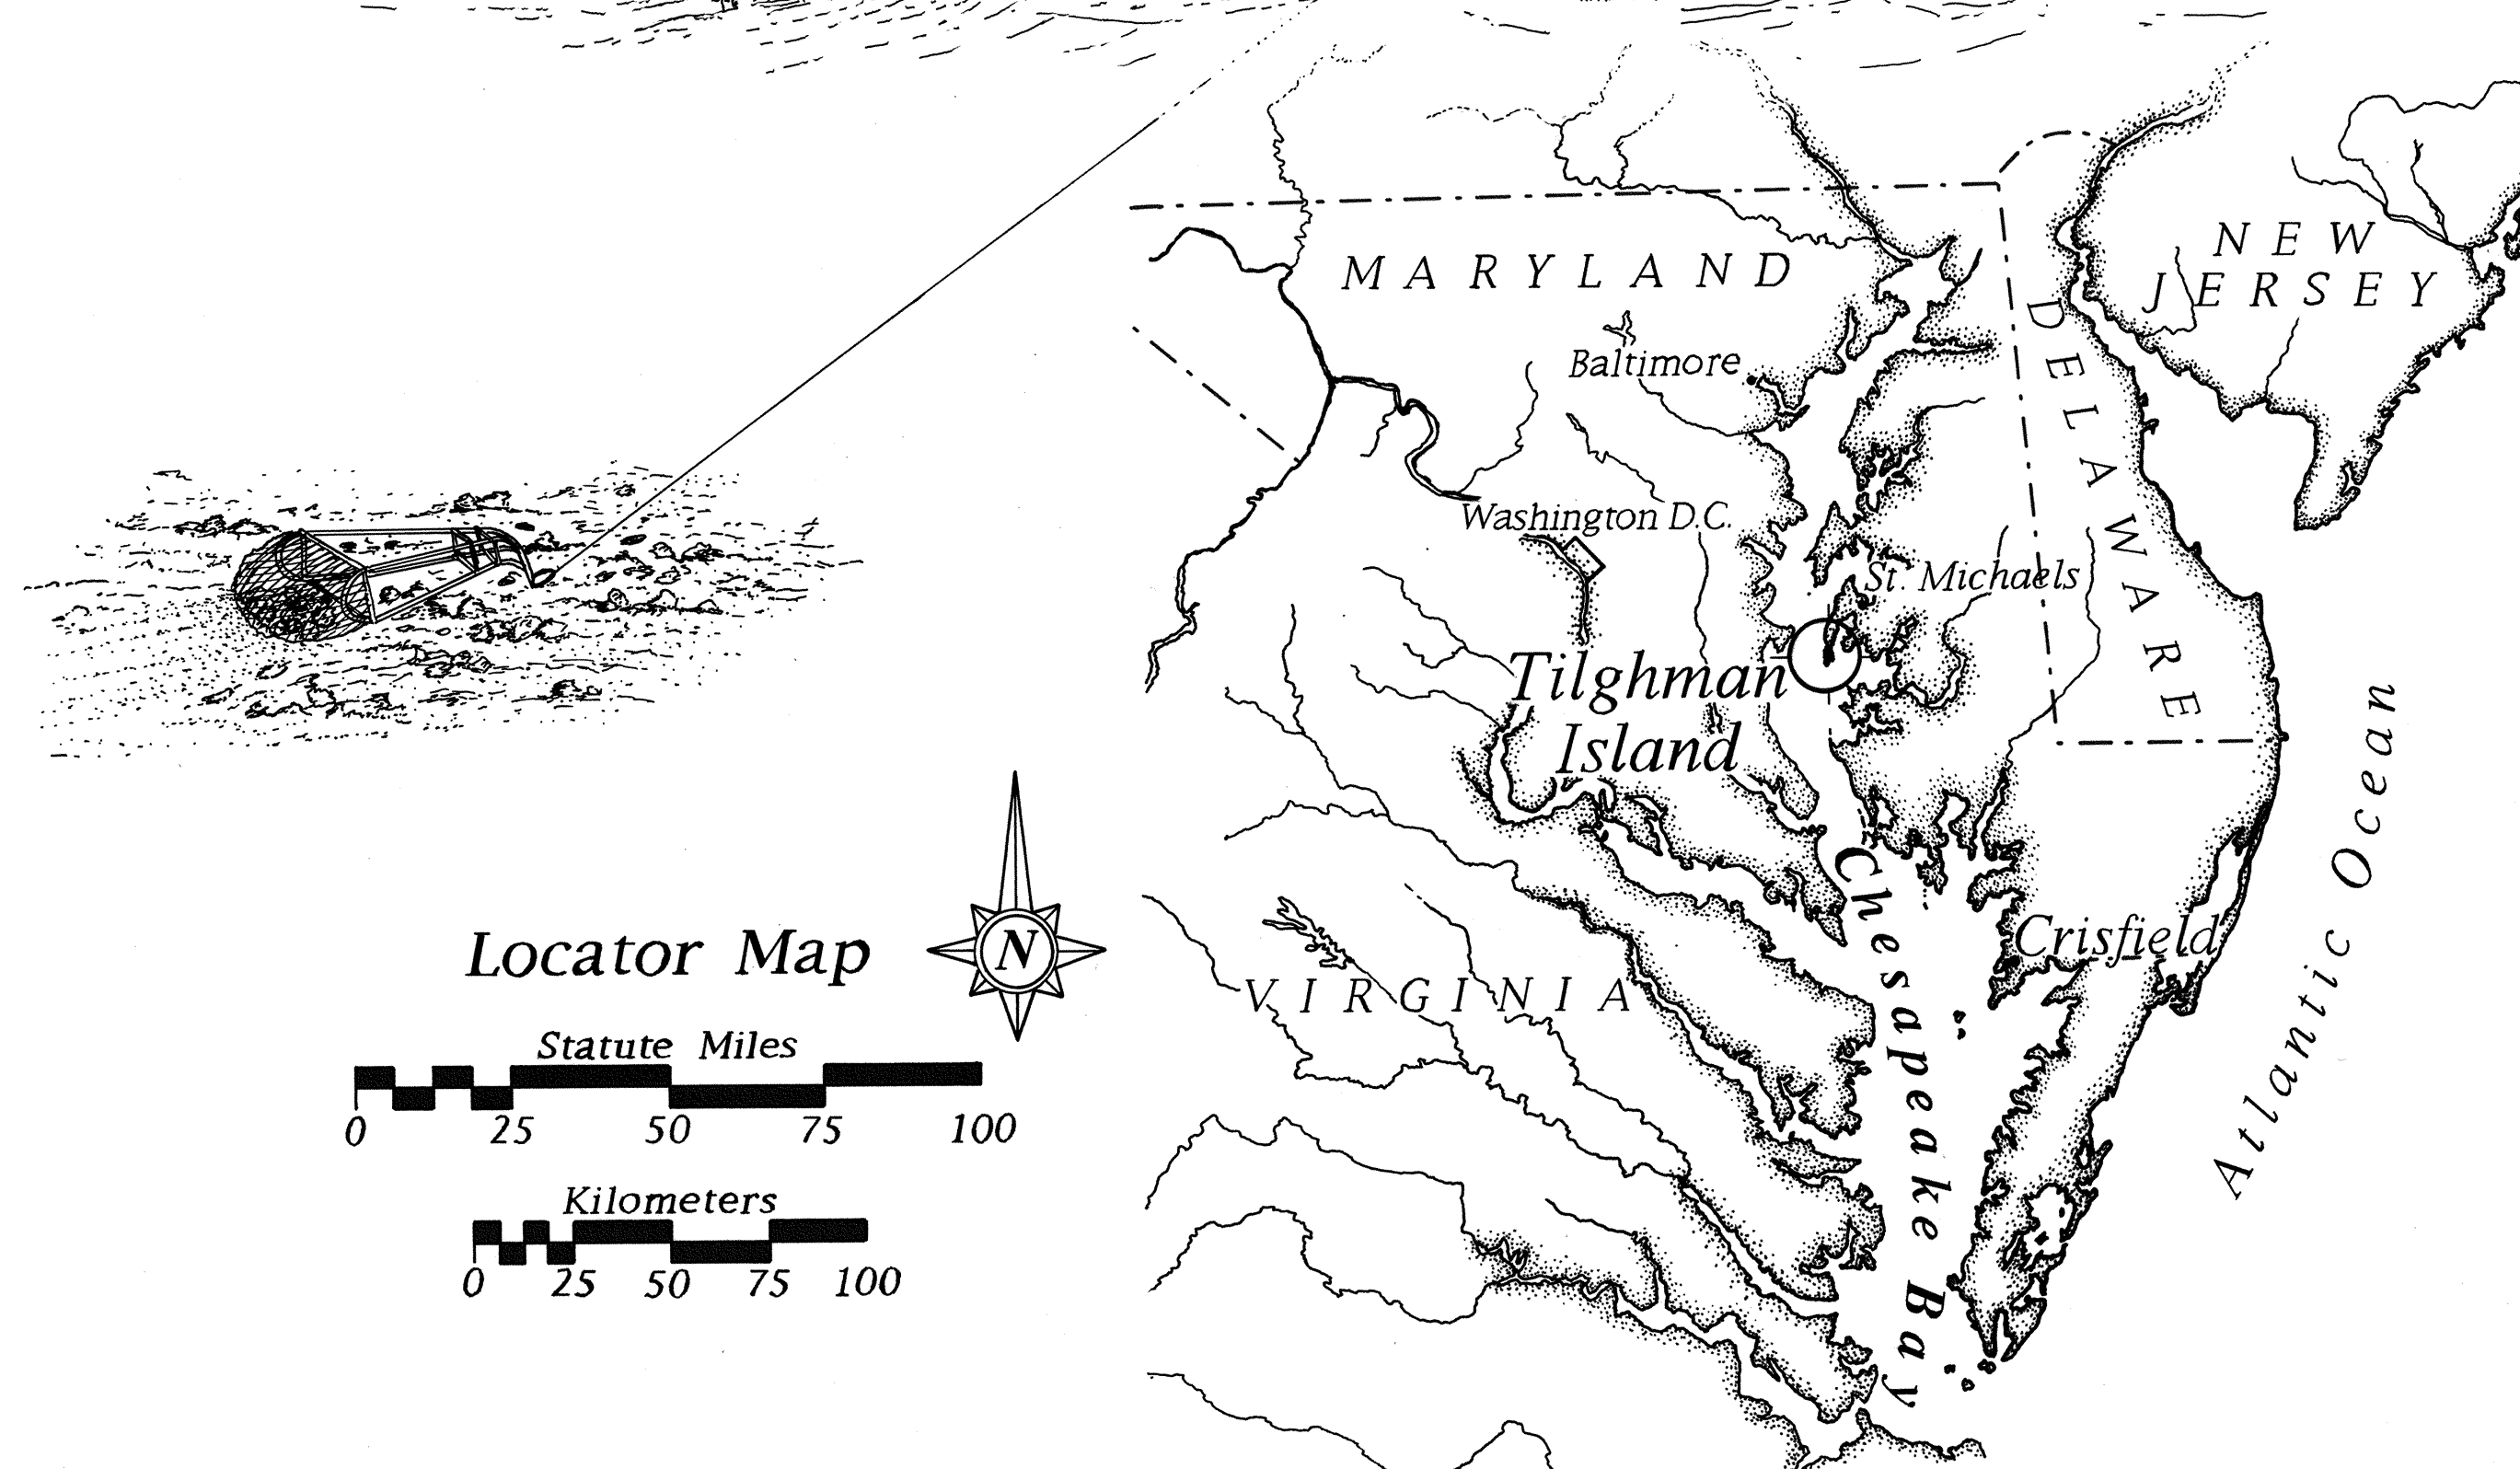 MARYLAND
NEW
JERSEY
DELAWARE
Baltimore
Washington D.C.
St. Michaels
Tilghman
Island
Chesapeake Bay
Crisfield
Atlantic Ocean
VIRGINIA
Locator Map
N
Statute Miles
0 25 50 75 100
Kilometers
0 25 50 75 100